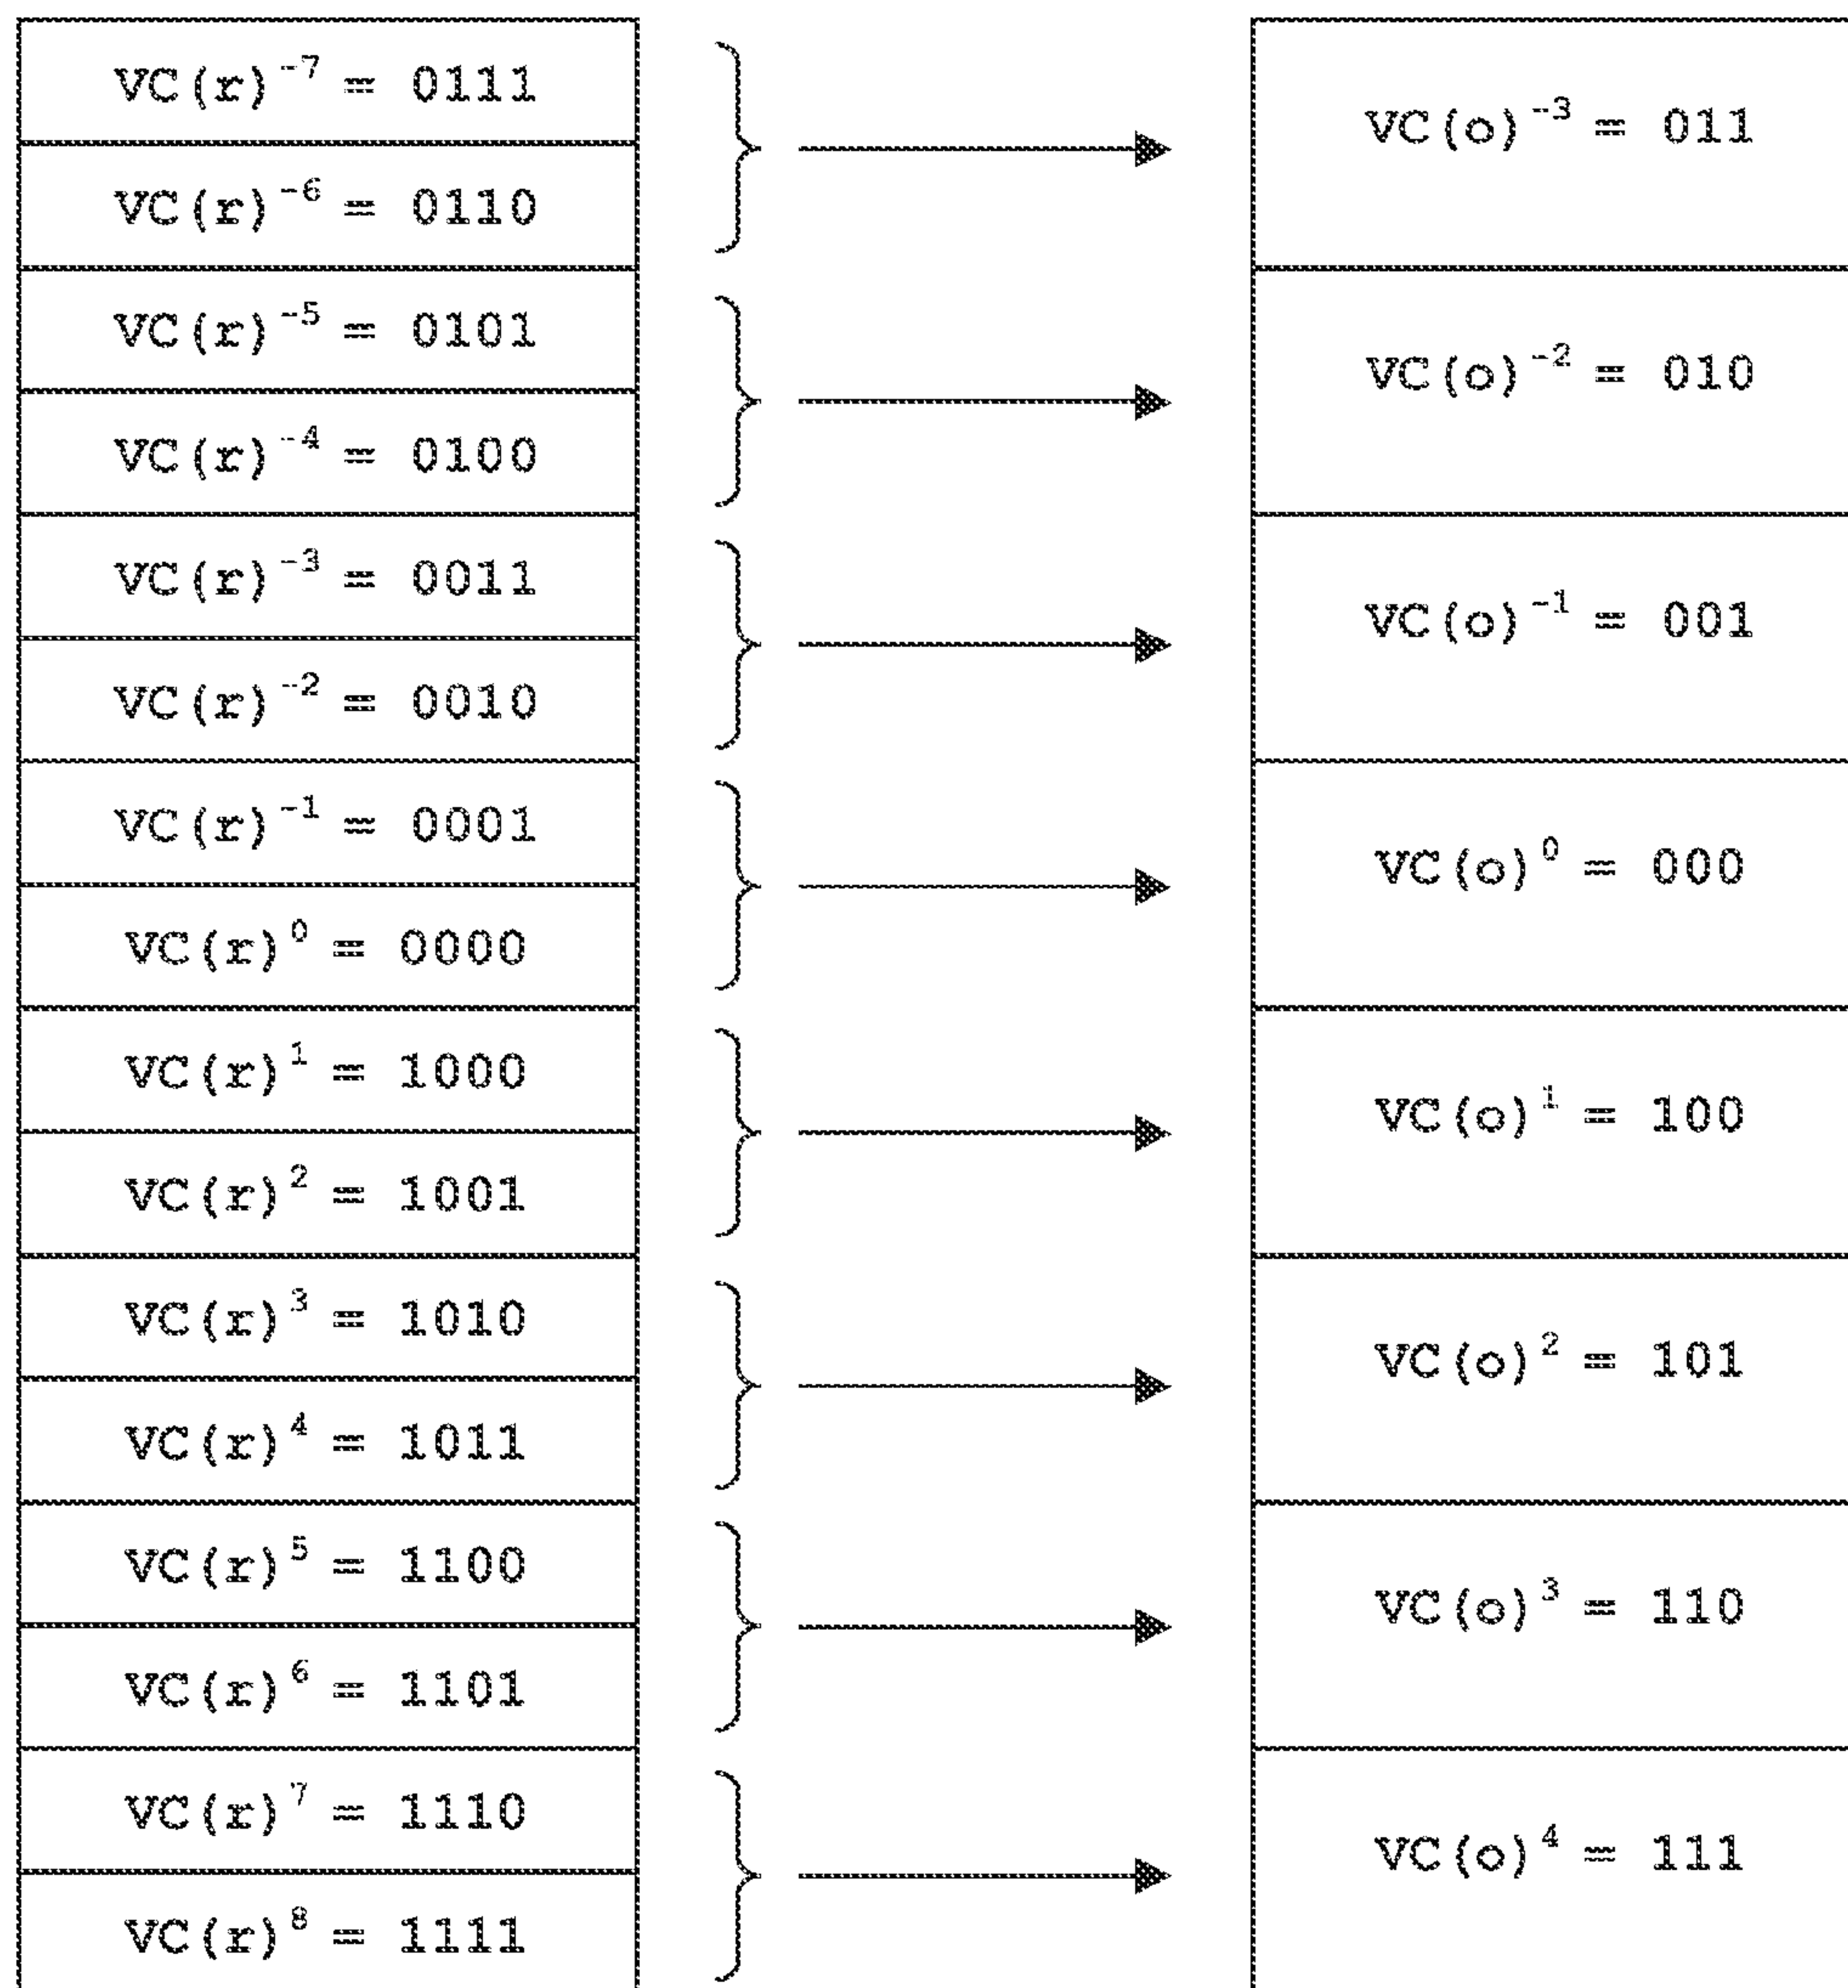 VC(r)⁻⁷ = 0111
VC(r)⁻⁶ = 0110
VC(r)⁻⁵ = 0101
VC(r)⁻⁴ = 0100
VC(r)⁻³ = 0011
VC(r)⁻² = 0010
VC(r)⁻¹ = 0001
VC(r)⁰ = 0000
VC(r)¹ = 1000
VC(r)² = 1001
VC(r)³ = 1010
VC(r)⁴ = 1011
VC(r)⁵ = 1100
VC(r)⁶ = 1101
VC(r)⁷ = 1110
VC(r)⁸ = 1111
VC(o)⁻³ = 011
VC(o)⁻² = 010
VC(o)⁻¹ = 001
VC(o)⁰ = 000
VC(o)¹ = 100
VC(o)² = 101
VC(o)³ = 110
VC(o)⁴ = 111